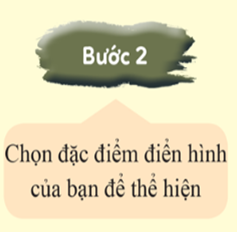 Bước 2
Chọn đặc điểm điển hình
của bạn để thể hiện